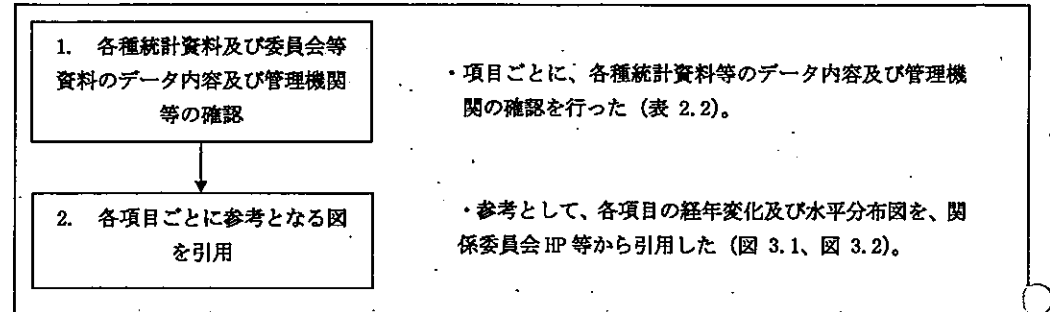 1. 各種統計資料及び委員会等
資料のデータ内容及び管理機関
等の確認
・項目ごとに、各種統計資料等のデータ内容及び管理機
関の確認を行った（表 2.2）。
2. 各項目ごとに参考となる図
を引用
・参考として、各項目の経年変化及び水平分布図を、関
係委員会 HP 等から引用した（図 3.1、図 3.2）。